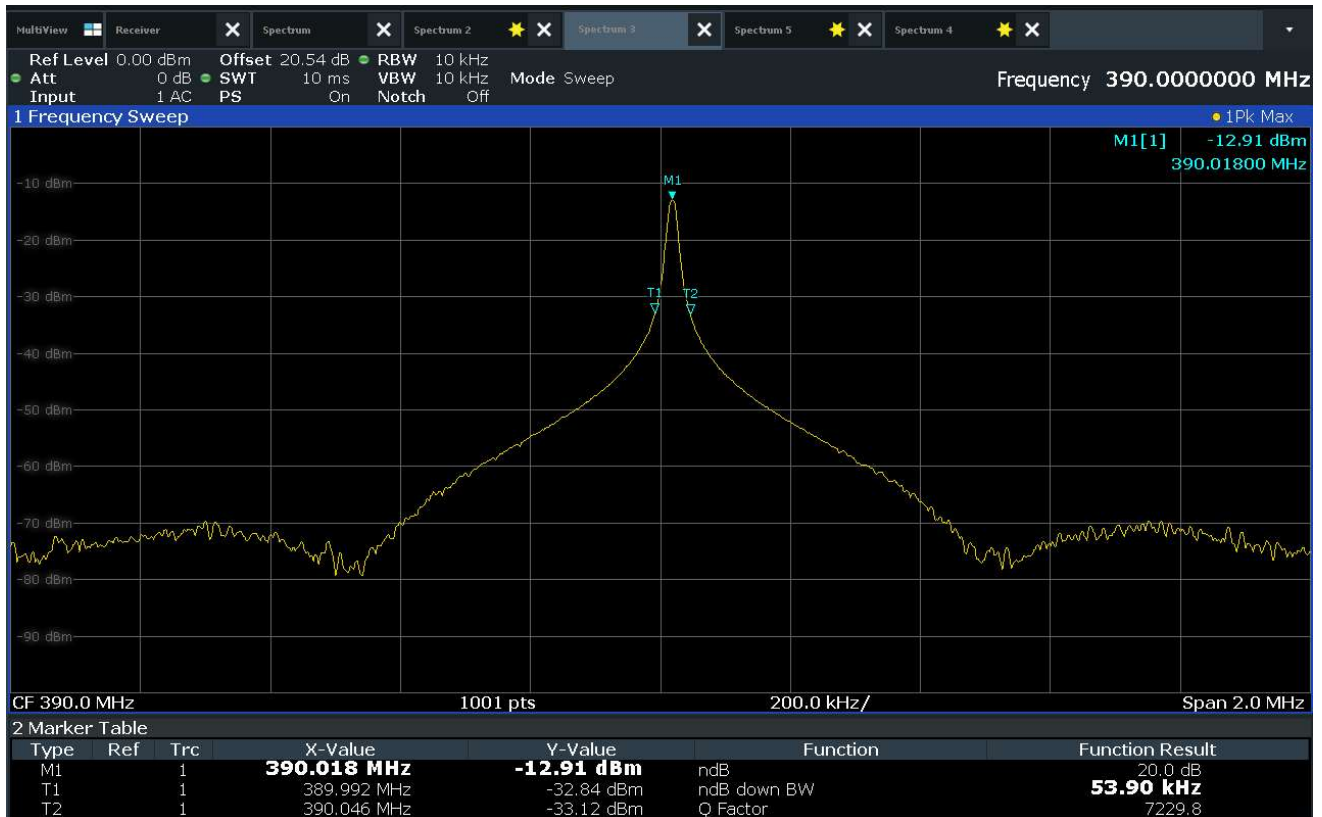 MultiView Receiver Spectrum Spectrum 2 Spectrum 3 Spectrum 5 Spectrum 4
Ref Level 0.00 dBm Offset 20.54 dB RBW 10 kHz
Att 0 dB SWT 10 ms VBW 10 kHz Mode Sweep Frequency 390.0000000 MHz
Input 1 AC PS On Notch Off
1 Frequency Sweep 1Pk Max
M1[1] -12.91 dBm
390.01800 MHz
-10 dBm
M1
-20 dBm
-30 dBm
T1 T2
-40 dBm
-50 dBm
-60 dBm
-70 dBm
-80 dBm
-90 dBm
CF 390.0 MHz 1001 pts 200.0 kHz/ Span 2.0 MHz
2 Marker Table
Type Ref Trc X-Value Y-Value Function Function Result
M1 1 390.018 MHz -12.91 dBm ndB 20.0 dB
T1 1 389.992 MHz -32.84 dBm ndB down BW 53.90 kHz
T2 1 390.046 MHz -33.12 dBm Q Factor 7229.8